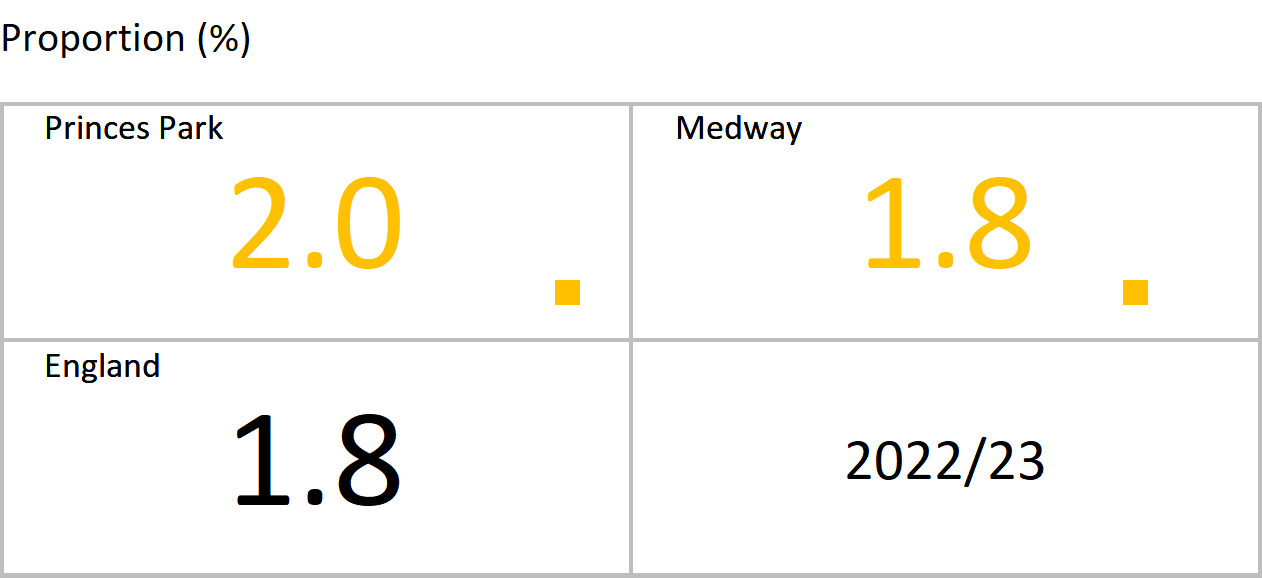 Proportion (%)
Princes Park
Medway
2.0
1.8
England
1.8
2022/23